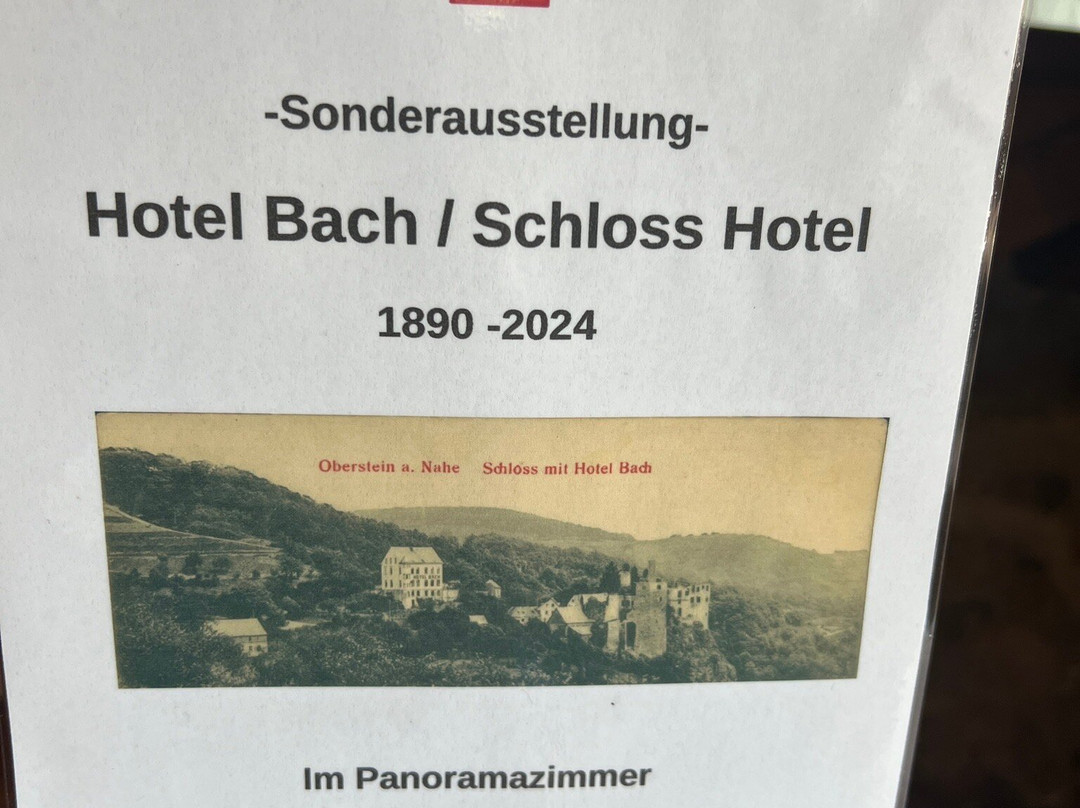 -Sonderausstellung-
Hotel Bach / Schloss Hotel
1890 -2024
Oberstein a. Nahe Schloss mit Hotel Bach
Im Panoramazimmer